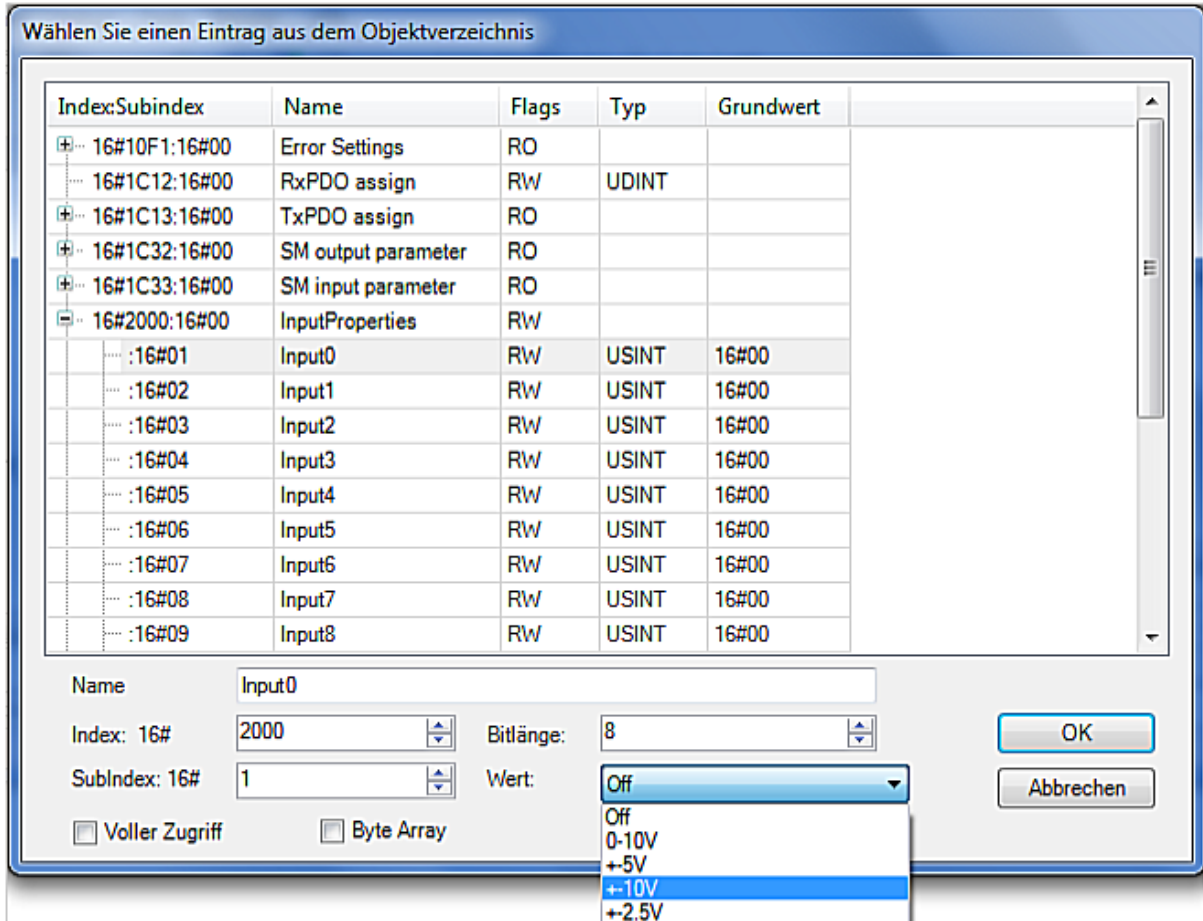 Wählen Sie einen Eintrag aus dem Objektverzeichnis
Index:Subindex Name Flags Typ Grundwert
16#10F1:16#00 Error Settings RO
16#1C12:16#00 RxPDO assign RW UDINT
16#1C13:16#00 TxPDO assign RO
16#1C32:16#00 SM output parameter RO
16#1C33:16#00 SM input parameter RO
16#2000:16#00 InputProperties RW
:16#01 Input0 RW USINT 16#00
:16#02 Input1 RW USINT 16#00
:16#03 Input2 RW USINT 16#00
:16#04 Input3 RW USINT 16#00
:16#05 Input4 RW USINT 16#00
:16#06 Input5 RW USINT 16#00
:16#07 Input6 RW USINT 16#00
:16#08 Input7 RW USINT 16#00
:16#09 Input8 RW USINT 16#00
Name Input0
Index: 16# 2000 Bitlänge: 8 OK
SubIndex: 16# 1 Wert: Off Abbrechen
Voller Zugriff Byte Array
Off
0-10V
+-5V
+-10V
+-2.5V